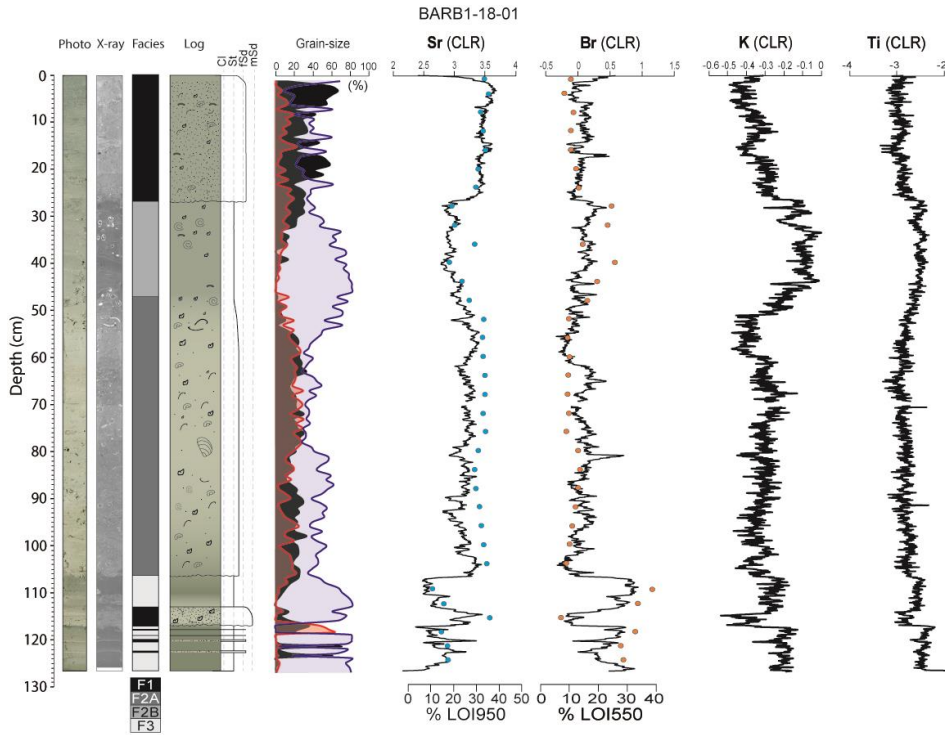 BARB1-18-01
Photo X-ray Facies Log Cl St fSd mSd Grain-size Sr (CLR) Br (CLR) K (CLR) Ti (CLR)
0 20 40 60 80 100 2 2.5 3 3.5 4 -0.5 0 0.5 1 1.5 -0.6 -0.5 -0.4 -0.3 -0.2 -0.1 0 -4 -3 -2
(%)
Depth (cm)
0
10
20
30
40
50
60
70
80
90
100
110
120
130
F1
F2A
F2B
F3
0 10 20 30 40 50 0 10 20 30 40
% LOI950 % LOI550